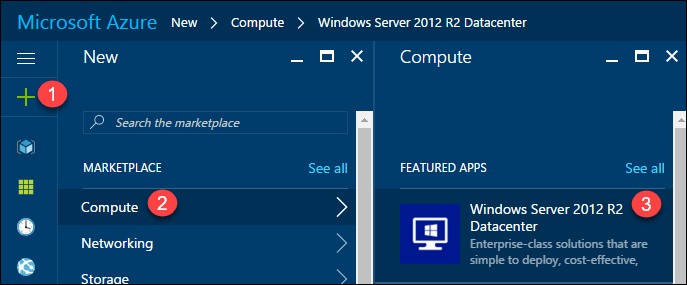 Microsoft Azure New > Compute > Windows Server 2012 R2 Datacenter
New
Compute
1
Search the marketplace
MARKETPLACE See all
FEATURED APPS See all
Compute 2
Networking
Storage
Windows Server 2012 R2 3
Datacenter
Enterprise-class solutions that are
simple to deploy, cost-effective,